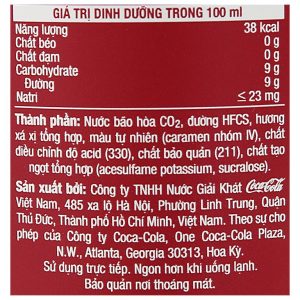 GIÁ TRỊ DINH DƯỠNG TRONG 100 ml
Năng lượng 38 kcal
Chất béo 0 g
Chất đạm 0 g
Carbohydrate 9 g
Đường 9 g
Natri ≤ 23 mg
Thành phần: Nước bão hòa CO2, đường HFCS, hương
xá xị tổng hợp, màu tự nhiên (caramen nhóm IV), chất
điều chỉnh độ acid (330), chất bảo quản (211), chất tạo
ngọt tổng hợp (acesulfame potassium, sucralose).
Sản xuất bởi: Công ty TNHH Nước Giải Khát Coca-Cola
Việt Nam, 485 xa lộ Hà Nội, Phường Linh Trung, Quận
Thủ Đức, Thành phố Hồ Chí Minh, Việt Nam. Theo sự cho
phép của công ty Coca-Cola, One Coca-Cola Plaza,
N.W., Atlanta, Georgia 30313, Hoa Kỳ.
Sử dụng trực tiếp. Ngon hơn khi uống lạnh.
Bảo quản nơi thoáng mát.